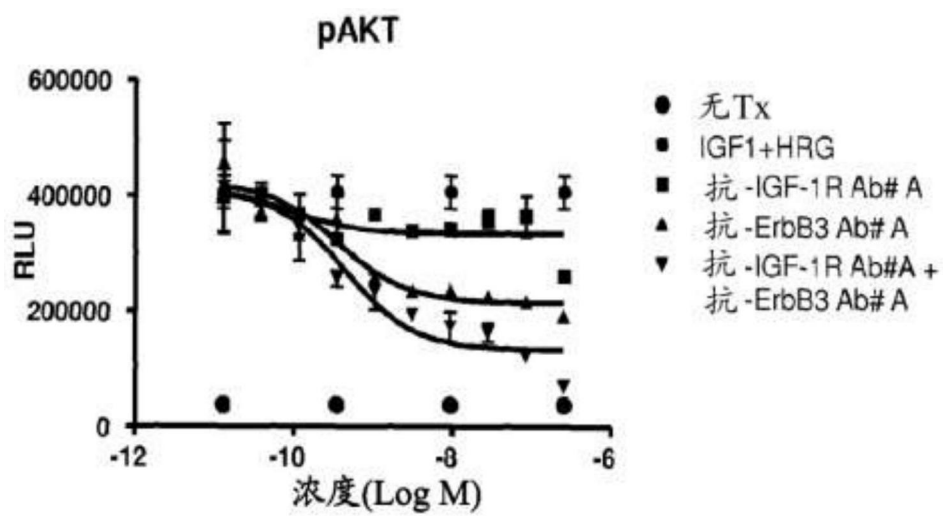 pAKT
600000
400000
200000
0
RLU
-12
-10
-8
-6
浓度(Log M)
无Tx
IGF1+HRG
抗-IGF-1R Ab# A
抗-ErbB3 Ab# A
抗-IGF-1R Ab#A +
抗-ErbB3 Ab# A